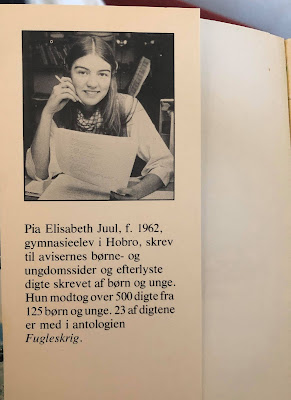 Pia Elisabeth Juul, f. 1962,
gymnasieelev i Hobro, skrev
til avisernes børne- og
ungdomssider og efterlyste
digte skrevet af børn og unge.
Hun modtog over 500 digte fra
125 børn og unge. 23 af digtene
er med i antologien
Fugleskrig.